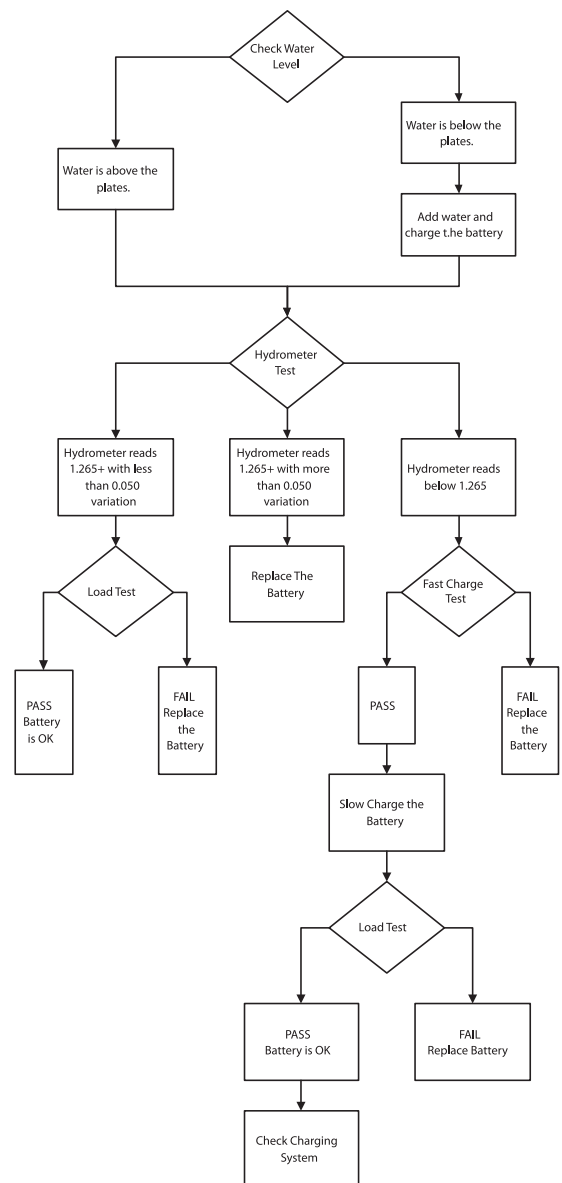 Check Water
Level
Water is below the
plates.
Water is above the
plates.
Add water and
charge t.he battery
Hydrometer
Test
Hydrometer reads
1.265+ with less
than 0.050
variation
Hydrometer reads
1.265+ with more
than 0.050
variation
Hydrometer reads
below 1.265
Load Test
Replace The
Battery
Fast Charge
Test
PASS
Battery
is OK
FAIL
Replace
the
Battery
PASS
FAIL
Replace
the
Battery
Slow Charge the
Battery
Load Test
PASS
Battery is OK
FAIL
Replace Battery
Check Charging
System